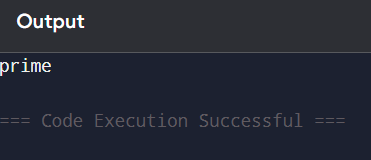 Output
prime
=== Code Execution Successful ===